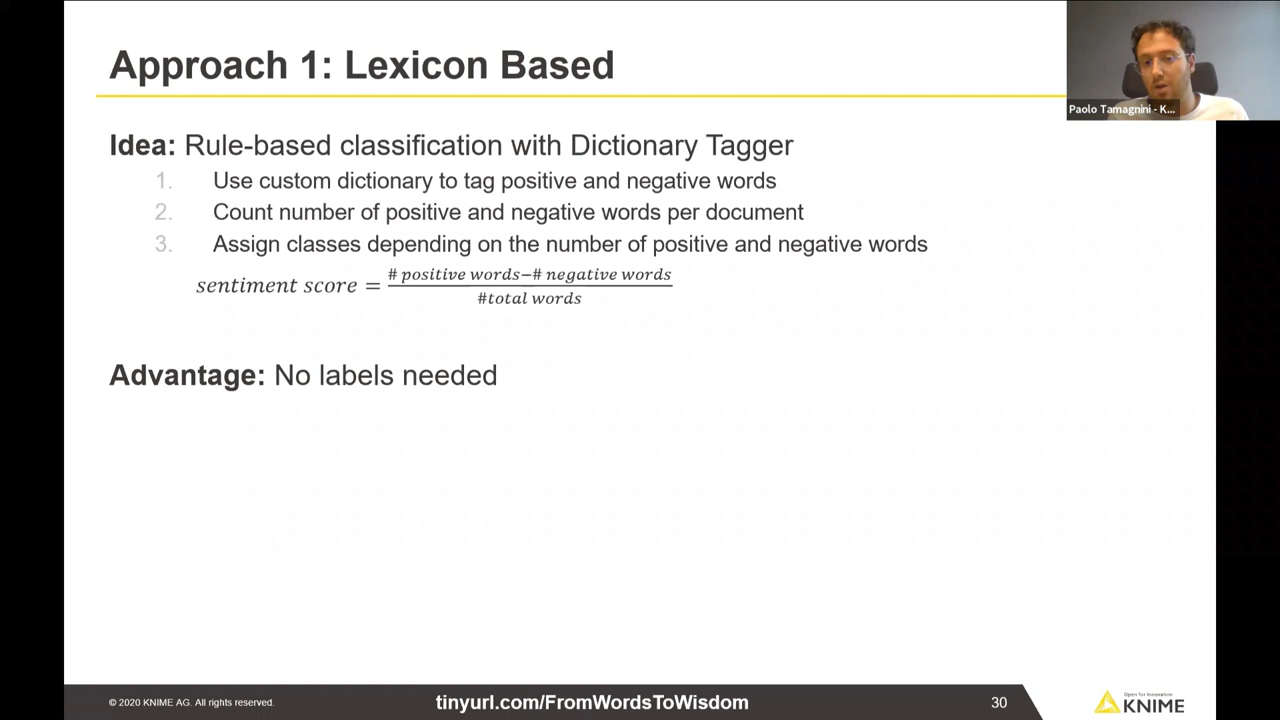 Approach 1: Lexicon Based
Paolo Tamagnini - K...
Idea: Rule-based classification with Dictionary Tagger
1. Use custom dictionary to tag positive and negative words
2. Count number of positive and negative words per document
3. Assign classes depending on the number of positive and negative words
sentiment score = # positive words−# negative words / #total words
Advantage: No labels needed
© 2020 KNIME AG. All rights reserved.
tinyurl.com/FromWordsToWisdom
30
Open for Innovation
KNIME